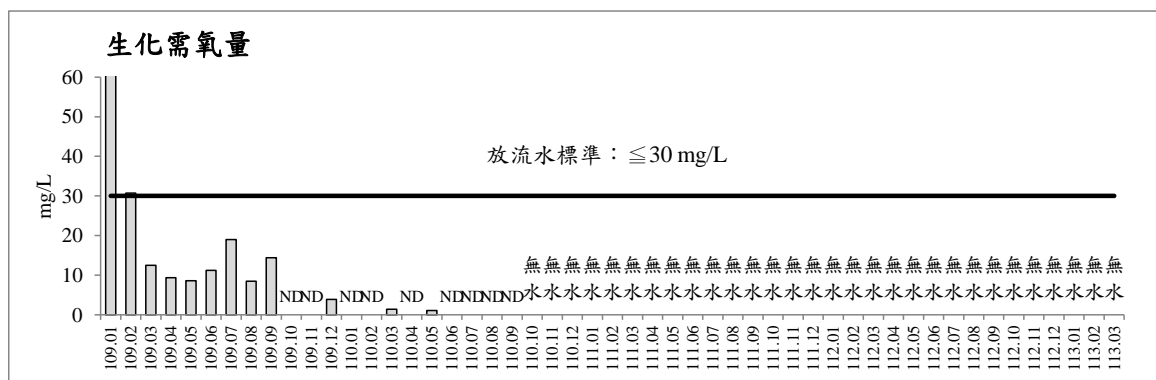 生化需氧量
60
50
40
30
20
10
0
mg/L
放流水標準：≦30 mg/L
ND ND ND ND ND ND ND ND ND
無 無 無 無 無 無 無 無 無 無 無 無 無 無 無 無 無 無 無 無 無 無 無 無 無 無 無 無 無 無
水 水 水 水 水 水 水 水 水 水 水 水 水 水 水 水 水 水 水 水 水 水 水 水 水 水 水 水 水 水
109.01 109.02 109.03 109.04 109.05 109.06 109.07 109.08 109.09 109.10 109.11 109.12 110.01 110.02 110.03 110.04 110.05 110.06 110.07 110.08 110.09 110.10 110.11 110.12 111.01 111.02 111.03 111.04 111.05 111.06 111.07 111.08 111.09 111.10 111.11 111.12 112.01 112.02 112.03 112.04 112.05 112.06 112.07 112.08 112.09 112.10 112.11 112.12 113.01 113.02 113.03